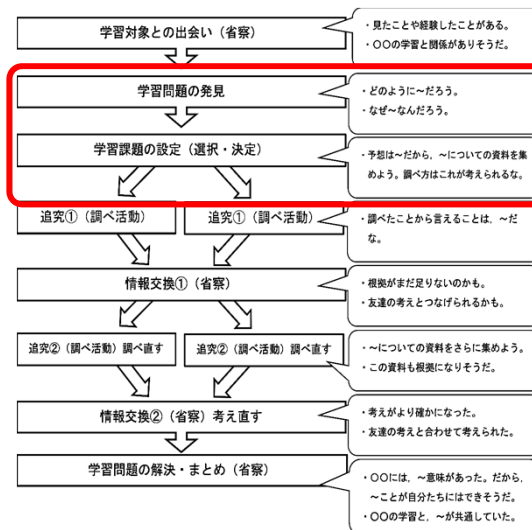 学習対象との出会い（省察）
・見たことや経験したことがある。
・〇〇の学習と関係がありそうだ。
学習問題の発見
・どのように～だろう。
・なぜ～なんだろう。
学習課題の設定（選択・決定）
・予想は～だから，～についての資料を集
めよう。調べ方はこれが考えられるな。
追究①（調べ活動）
追究①（調べ活動）
・調べたことから言えることは，～だ
な。
情報交換①（省察）
・根拠がまだ足りないのかも。
・友達の考えとつなげられるかも。
追究②（調べ活動）調べ直す
追究②（調べ活動）調べ直す
・～についての資料をさらに集めよう。
・この資料も根拠になりそうだ。
情報交換②（省察）考え直す
・考えがより確かになった。
・友達の考えと合わせて考えられた。
学習問題の解決・まとめ（省察）
・〇〇には，～意味があった。だから，
～ことが自分たちにはできそうだ。
・〇〇の学習と，～が共通していた。